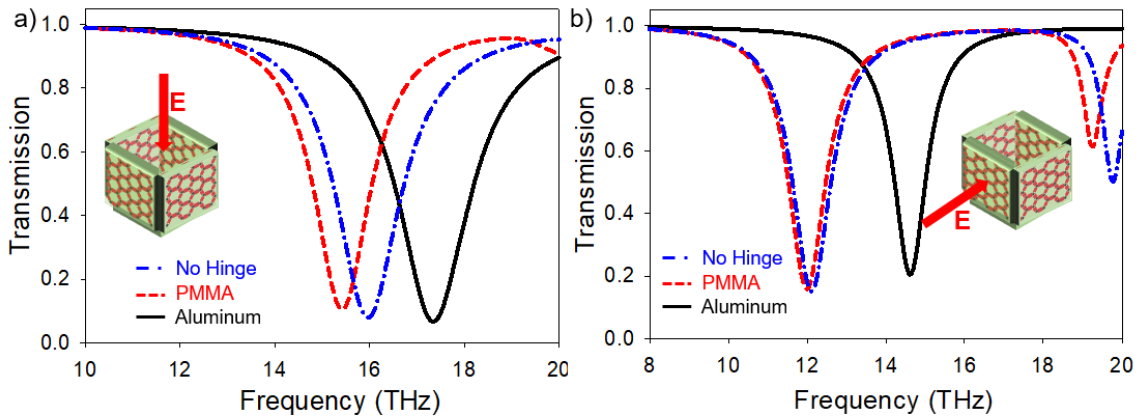 a)
Transmission
1.0
0.8
0.6
0.4
0.2
0.0
E
No Hinge
PMMA
Aluminum
10 12 14 16 18 20
Frequency (THz)
b)
Transmission
1.0
0.8
0.6
0.4
0.2
0.0
E
No Hinge
PMMA
Aluminum
8 10 12 14 16 18 20
Frequency (THz)